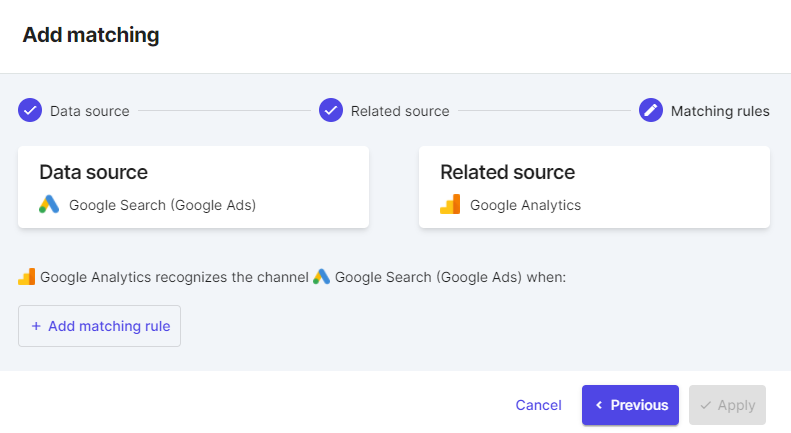 Add matching
Data source
Related source
Matching rules
Data source
Google Search (Google Ads)
Related source
Google Analytics
Google Analytics recognizes the channel Google Search (Google Ads) when:
+ Add matching rule
Cancel
Previous
Apply